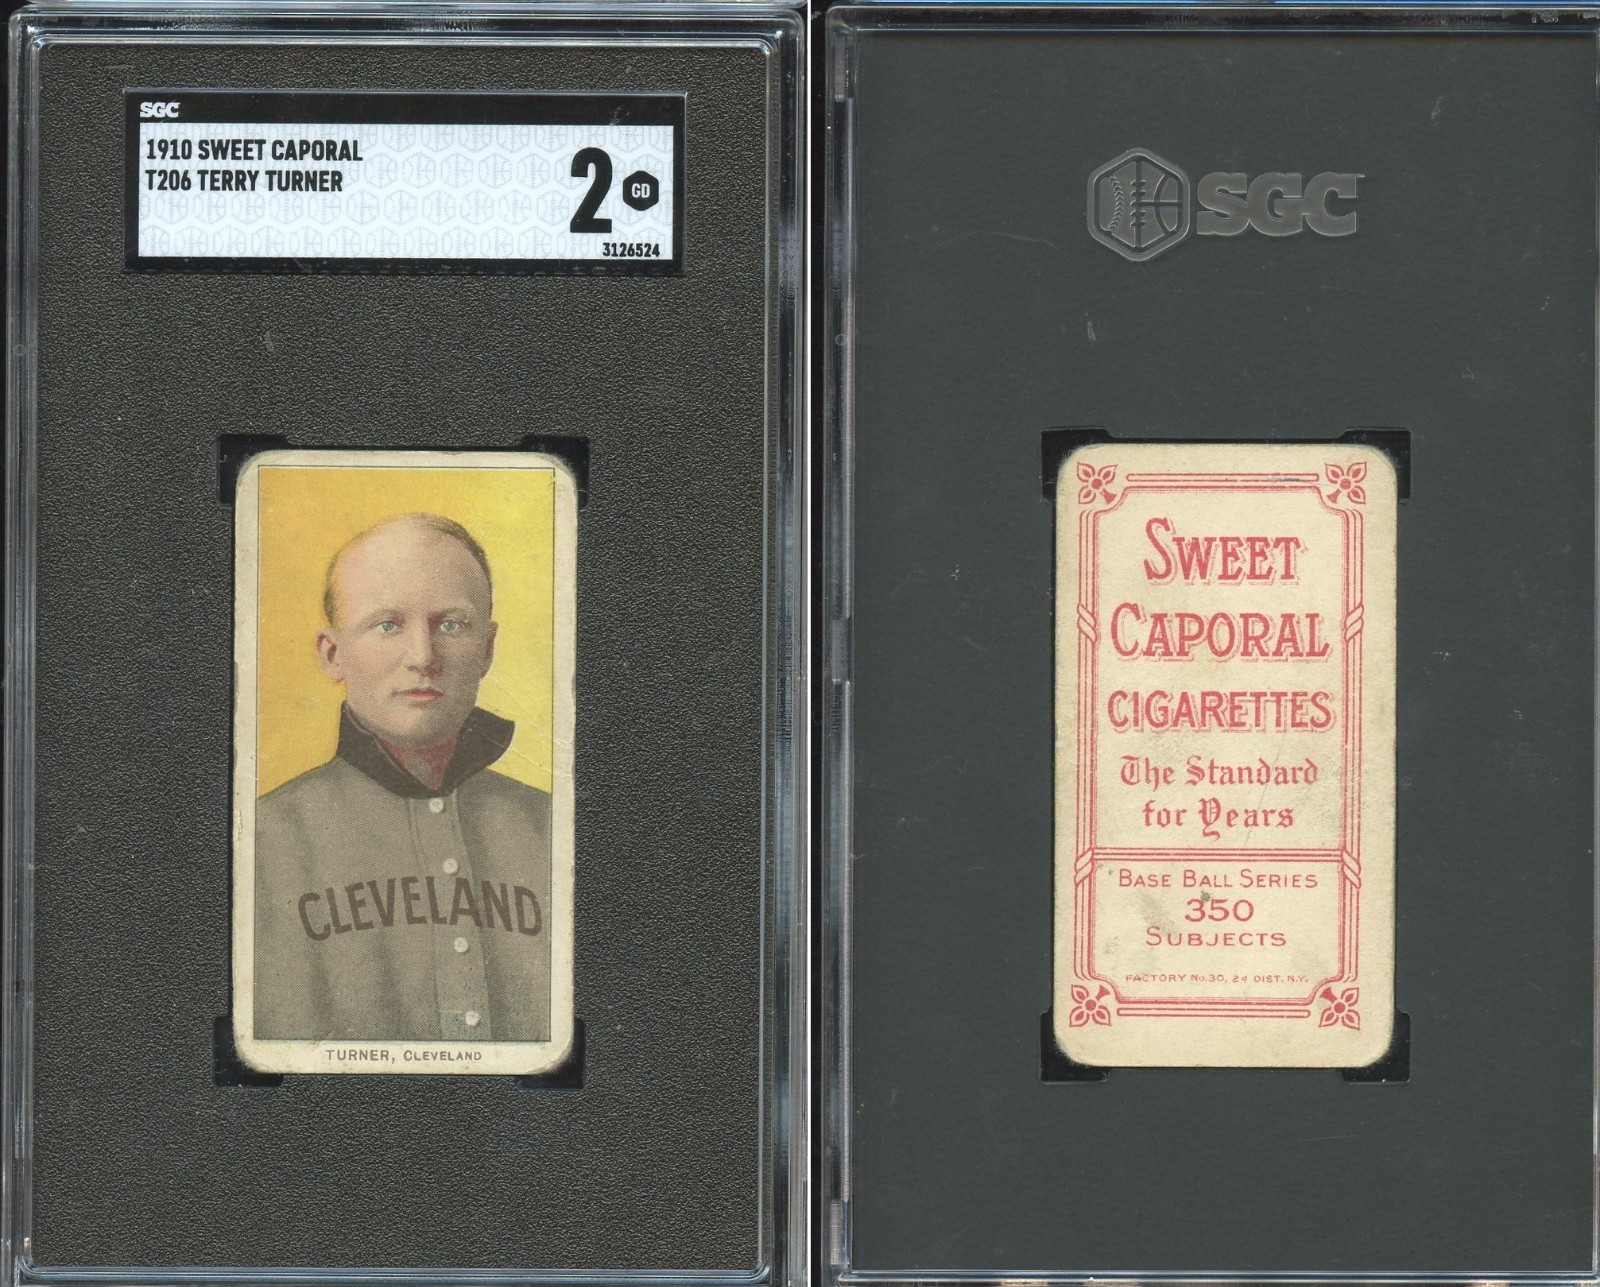 SGC
1910 SWEET CAPORAL
T206 TERRY TURNER
2 GD
3126524
CLEVELAND
TURNER, CLEVELAND
SGC
SWEET
CAPORAL
CIGARETTES
The Standard
for Years
BASE BALL SERIES
350
SUBJECTS
FACTORY No. 30, 2d DIST. N.Y.